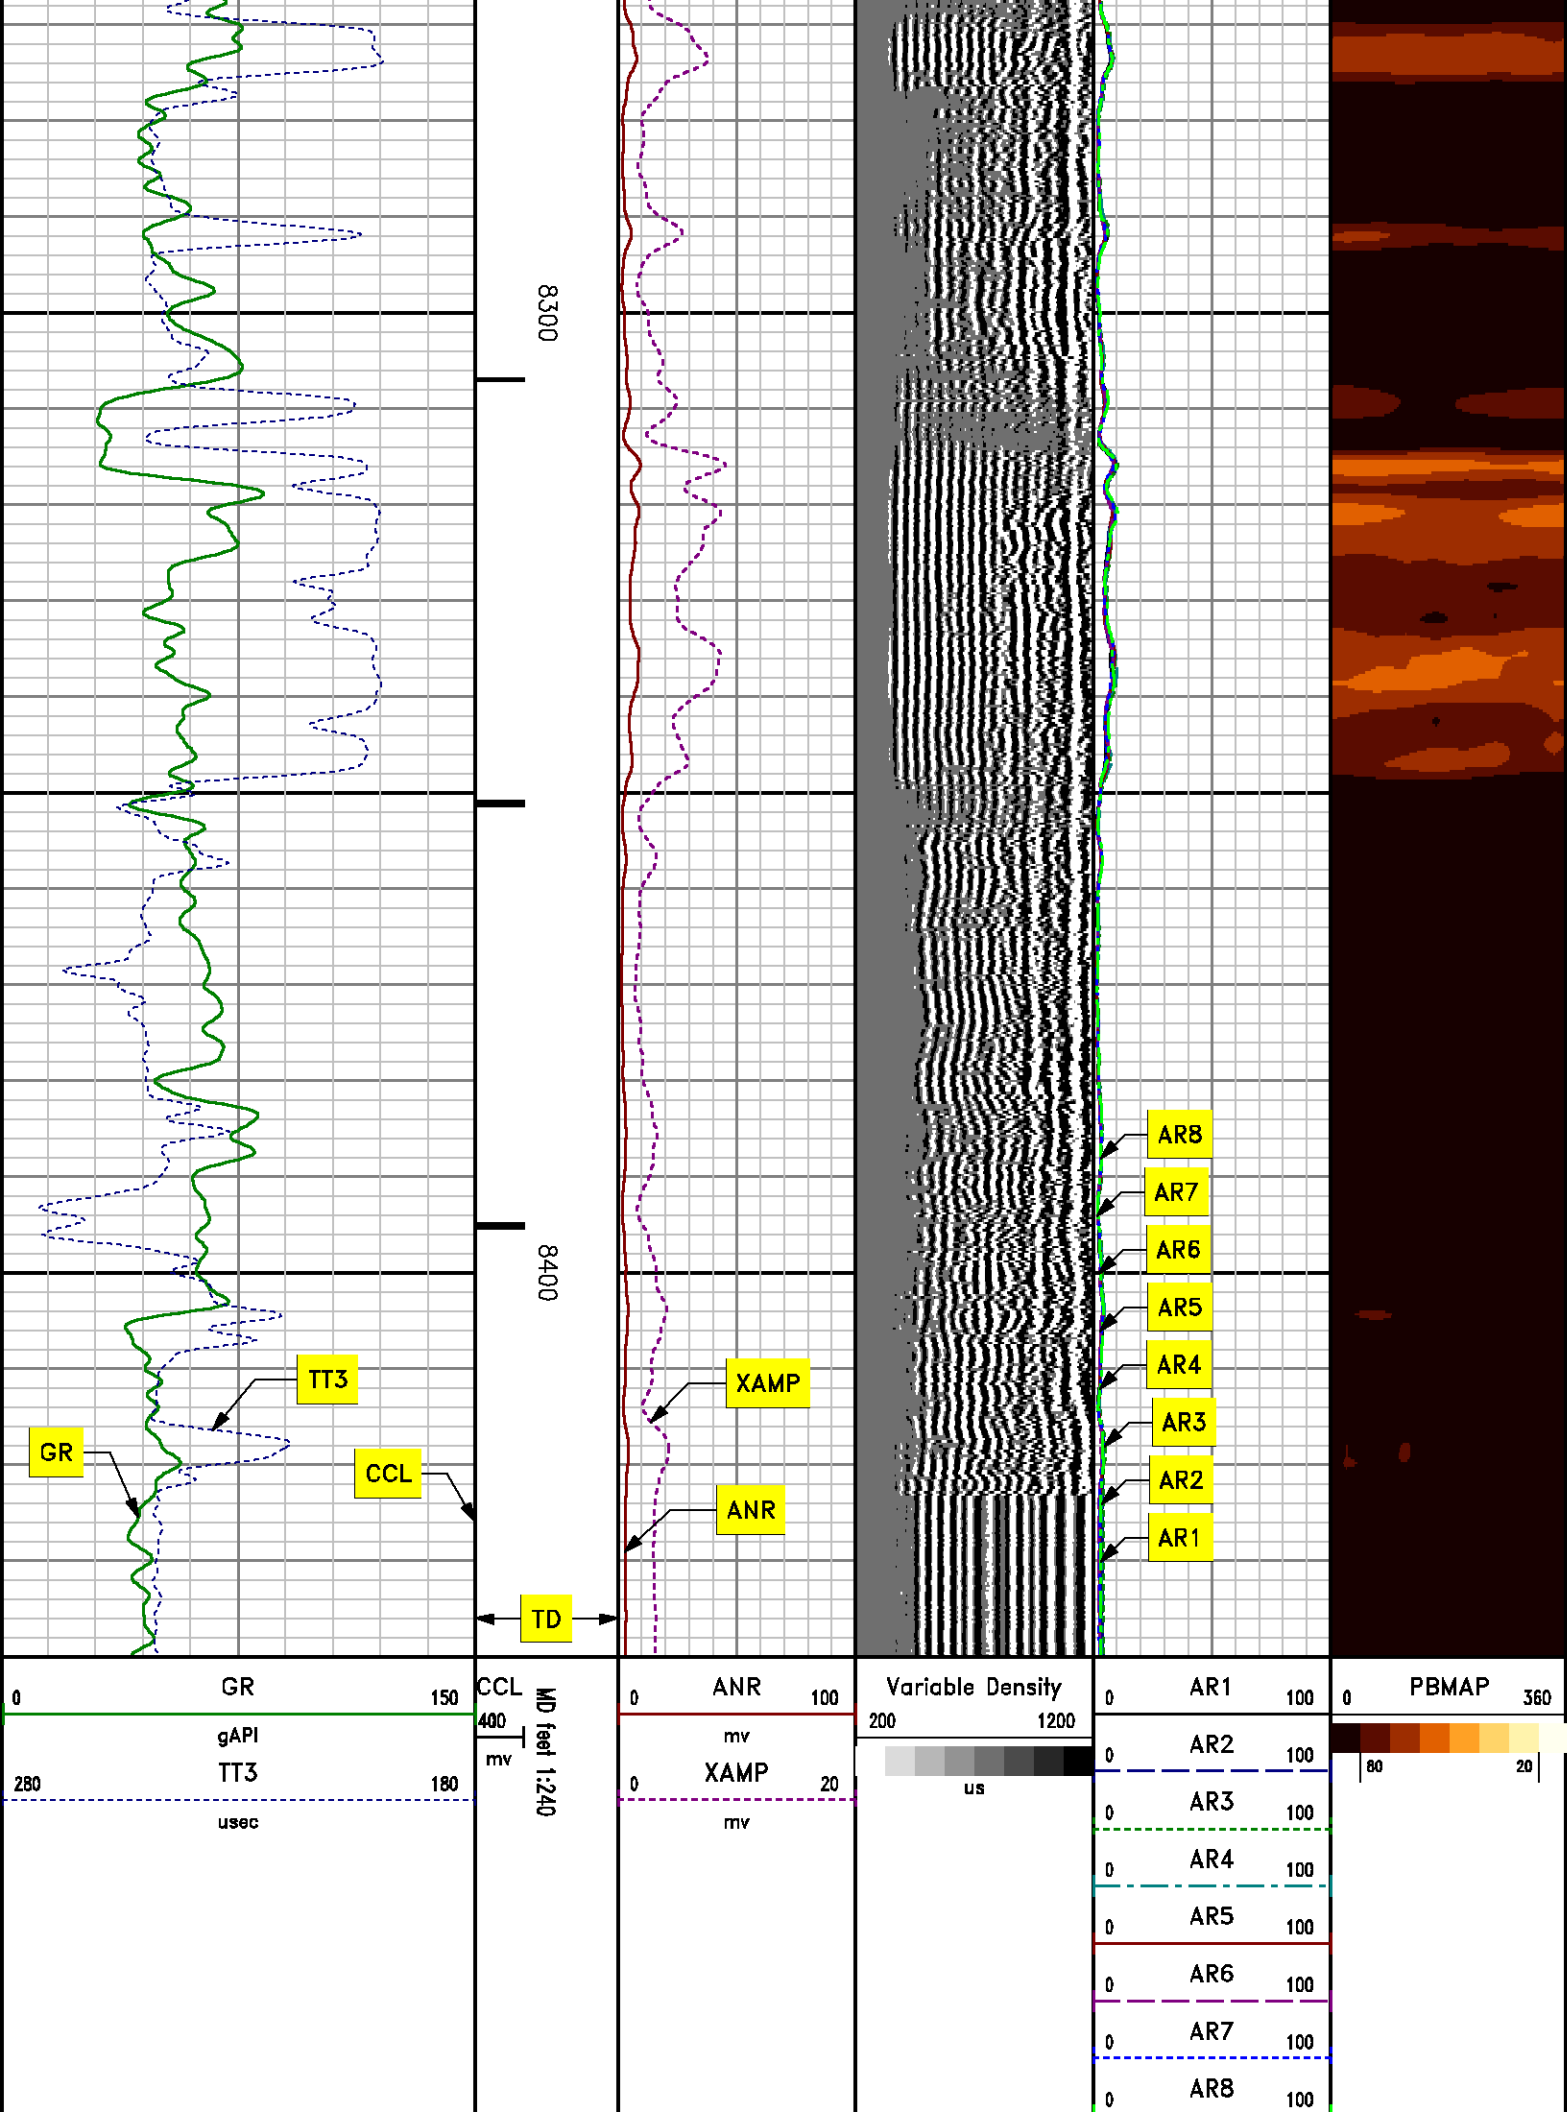 8300
AR8
AR7
AR6
8400
AR5
AR4
TT3
XAMP
AR3
GR
CCL
AR2
ANR
AR1
TD
GR
0 150
gAPI
TT3
280 180
usec
CCL
400
mv
MD feet 1:240
ANR
0 100
mv
XAMP
0 20
mv
Variable Density
200 1200
us
AR1
0 100
AR2
0 100
AR3
0 100
AR4
0 100
AR5
0 100
AR6
0 100
AR7
0 100
AR8
0 100
PBMAP
0 360
80 20